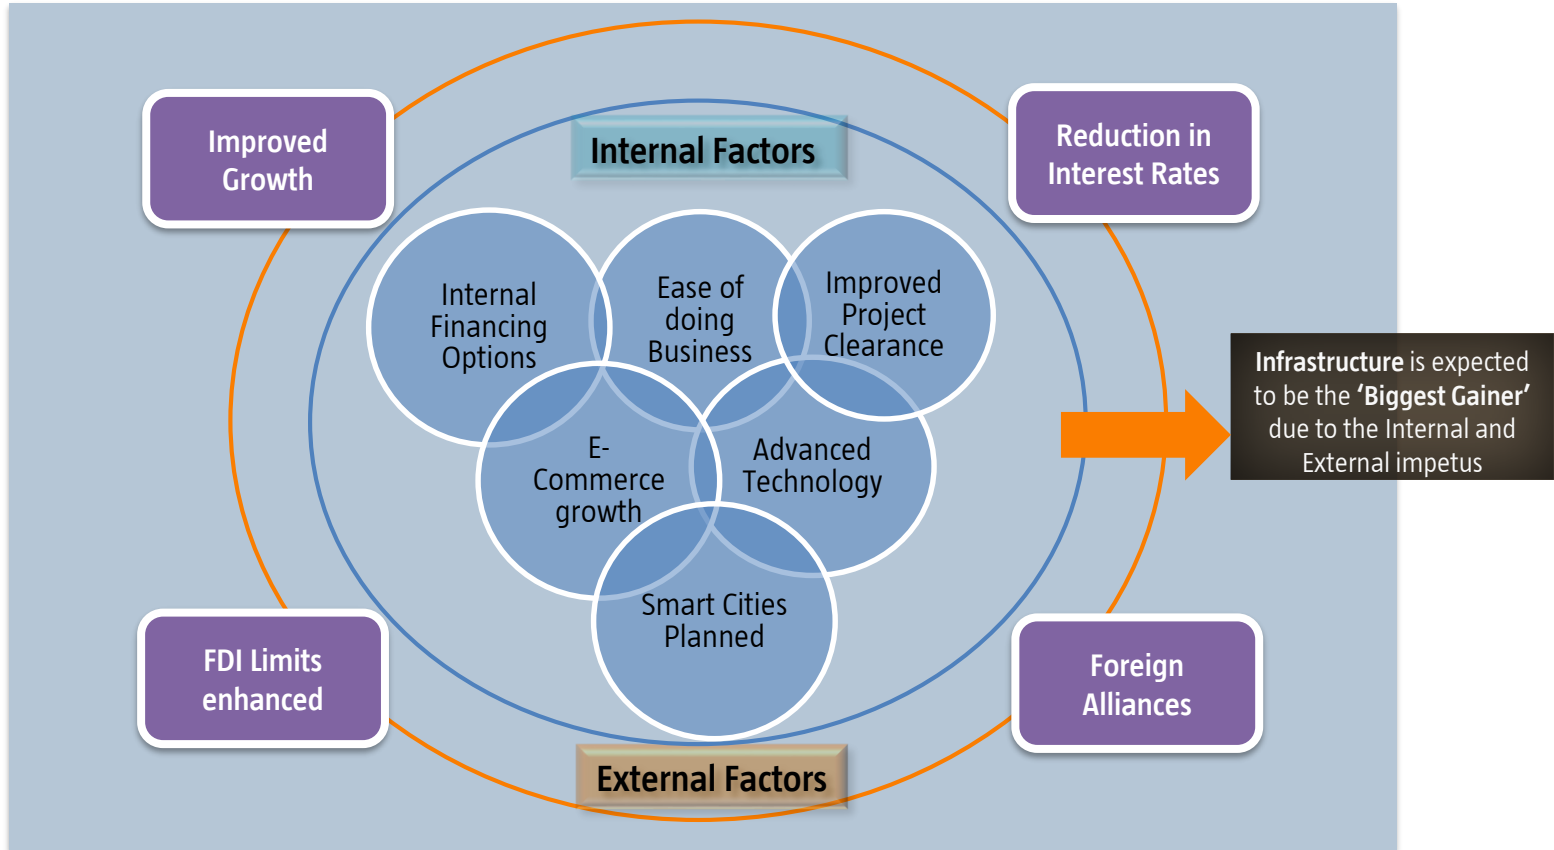 Improved
Growth
Internal Factors
Reduction in
Interest Rates
Internal
Financing
Options
Ease of
doing
Business
Improved
Project
Clearance
Infrastructure is expected
to be the ‘Biggest Gainer’
due to the Internal and
External impetus
E-
Commerce
growth
Advanced
Technology
Smart Cities
Planned
FDI Limits
enhanced
Foreign
Alliances
External Factors